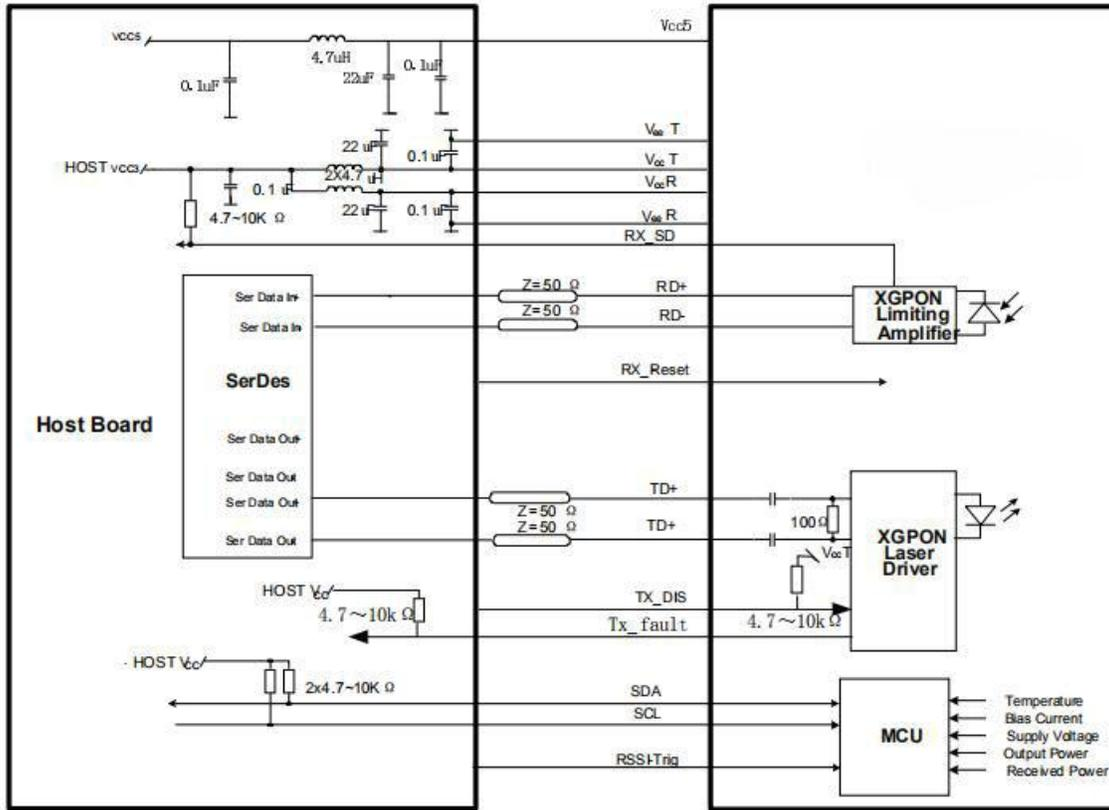 VCC5
Vcc5
4.7uH
0.1uF
22uF
0.1uF
Vee T
22 uF
0.1 uF
HOST VCC3
Vcc T
2X4.7 uH
0.1 uF
Vcc R
4.7~10K Ω
22 uF
0.1 uF
Vee R
RX_SD
Z=50 Ω
Ser Data In+
RD+
XGPON
Limiting
Amplifier
Z=50 Ω
Ser Data In-
RD-
SerDes
RX_Reset
Host Board
Ser Data Out+
Ser Data Out
Ser Data Out+
TD+
Z=50 Ω
100Ω
Z=50 Ω
TD+
Ser Data Out
XGPON
Laser
Driver
Vcc T
HOST Vcc
TX_DIS
4.7~10k Ω
4.7~10k Ω
Tx_fault
HOST Vcc
2x4.7~10K Ω
SDA
SCL
MCU
Temperature
Bias Current
Supply Voltage
Output Power
Received Power
RSSI-Trig